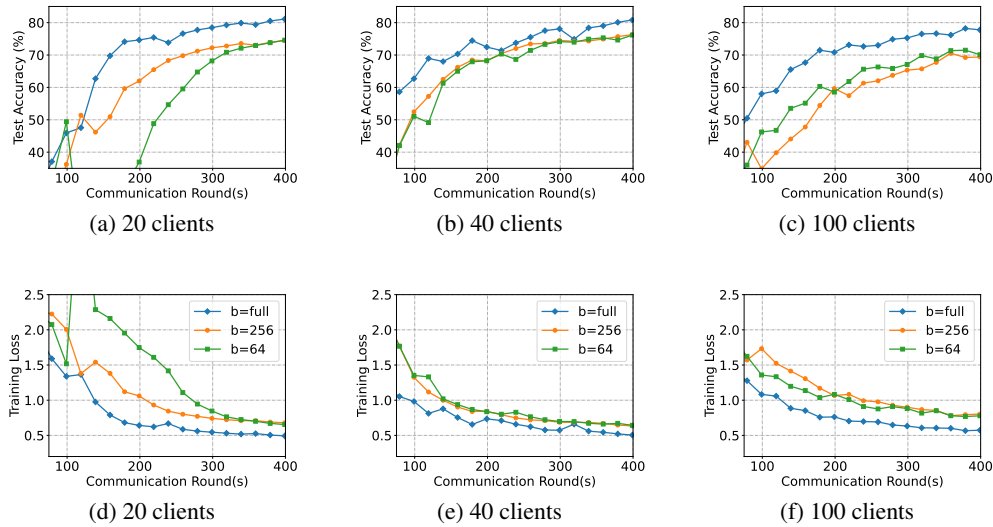 80
70
60
50
40
Test Accuracy (%)
100 200 300 400
Communication Round(s)
(a) 20 clients
80
70
60
50
40
Test Accuracy (%)
100 200 300 400
Communication Round(s)
(b) 40 clients
80
70
60
50
40
Test Accuracy (%)
100 200 300 400
Communication Round(s)
(c) 100 clients
2.5
2.0
1.5
1.0
0.5
Training Loss
b=full
b=256
b=64
100 200 300 400
Communication Round(s)
(d) 20 clients
2.5
2.0
1.5
1.0
0.5
Training Loss
b=full
b=256
b=64
100 200 300 400
Communication Round(s)
(e) 40 clients
2.5
2.0
1.5
1.0
0.5
Training Loss
b=full
b=256
b=64
100 200 300 400
Communication Round(s)
(f) 100 clients